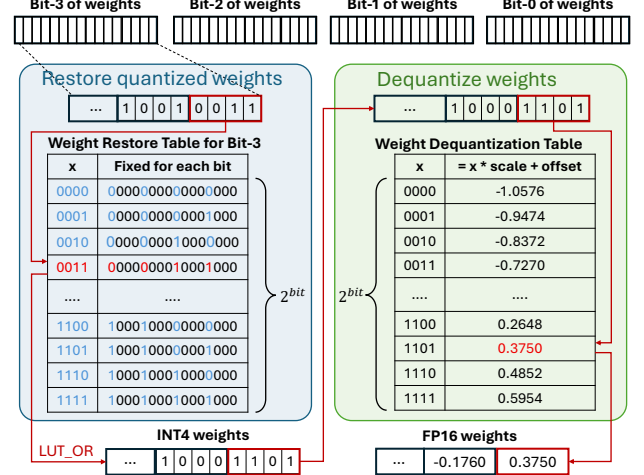 Bit-3 of weights Bit-2 of weights Bit-1 of weights Bit-0 of weights
Restore quantized weights
... 1 0 0 1 0 0 1 1
Weight Restore Table for Bit-3
x Fixed for each bit
0000 0000000000000000
0001 0000000000001000
0010 0000000010000000
0011 0000000010001000
.... ....
1100 1000100000000000
1101 1000100000001000
1110 1000100010000000
1111 1000100010001000
2^bit
Dequantize weights
... 1 0 0 0 1 1 0 1
Weight Dequantization Table
x = x * scale + offset
0000 -1.0576
0001 -0.9474
0010 -0.8372
0011 -0.7270
.... ....
1100 0.2648
1101 0.3750
1110 0.4852
1111 0.5954
2^bit
LUT_OR
INT4 weights
... 1 0 0 0 1 1 0 1
FP16 weights
... -0.1760 0.3750